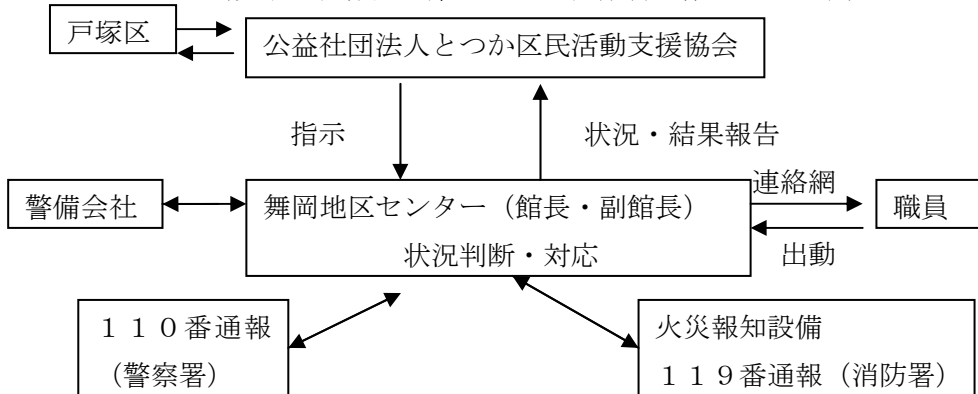 戸塚区
公益社団法人とつか区民活動支援協会
指示
状況・結果報告
警備会社
舞岡地区センター（館長・副館長）
状況判断・対応
連絡網
職員
出動
１１０番通報
（警察署）
火災報知設備
１１９番通報（消防署）